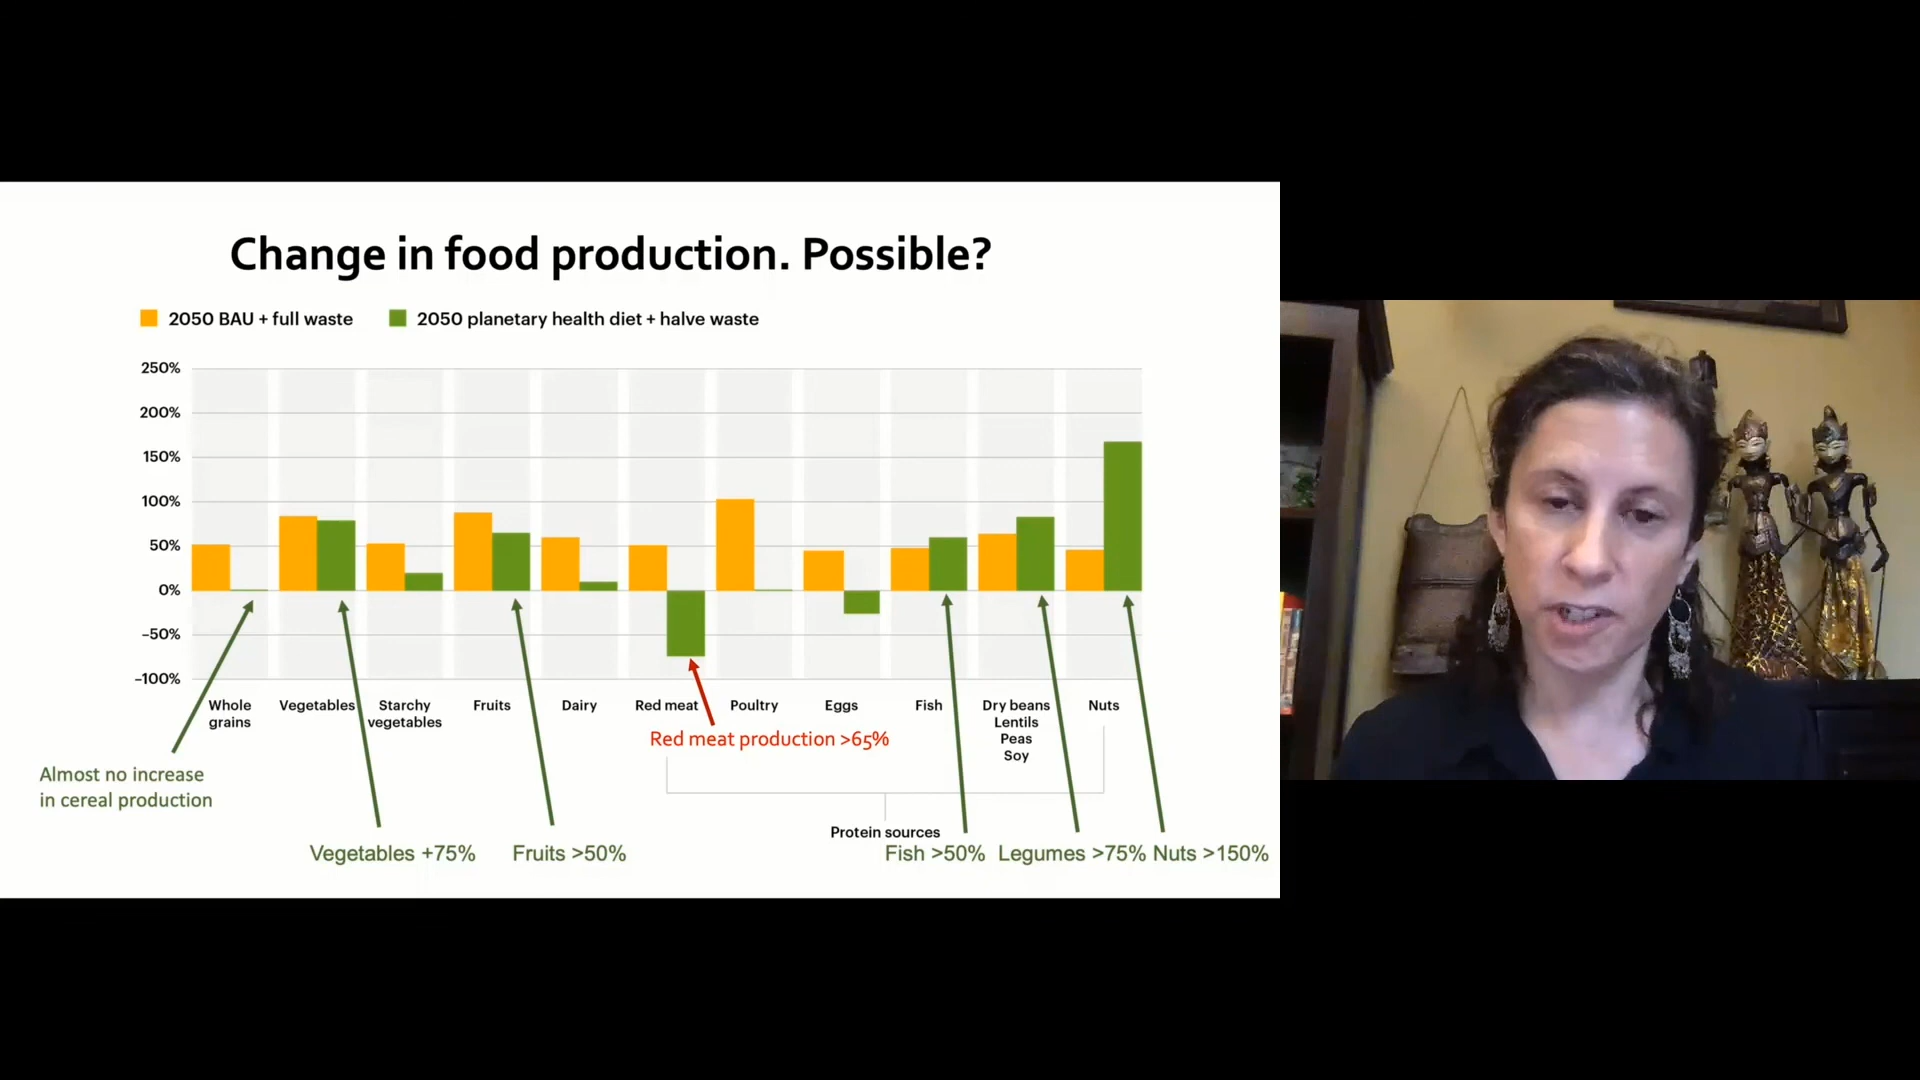 Change in food production. Possible?
2050 BAU + full waste
2050 planetary health diet + halve waste
250%
200%
150%
100%
50%
0%
–50%
–100%
Whole
grains
Vegetables
Starchy
vegetables
Fruits
Dairy
Red meat
Poultry
Eggs
Fish
Dry beans
Lentils
Peas
Soy
Nuts
Red meat production >65%
Almost no increase
in cereal production
Protein sources
Vegetables +75%
Fruits >50%
Fish >50%
Legumes >75%
Nuts >150%